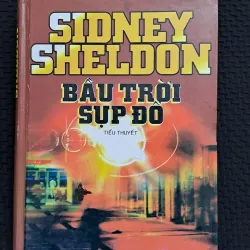 SIDNEY
SHELDON
BẦU TRỜI
SỤP ĐỔ
TIỂU THUYẾT